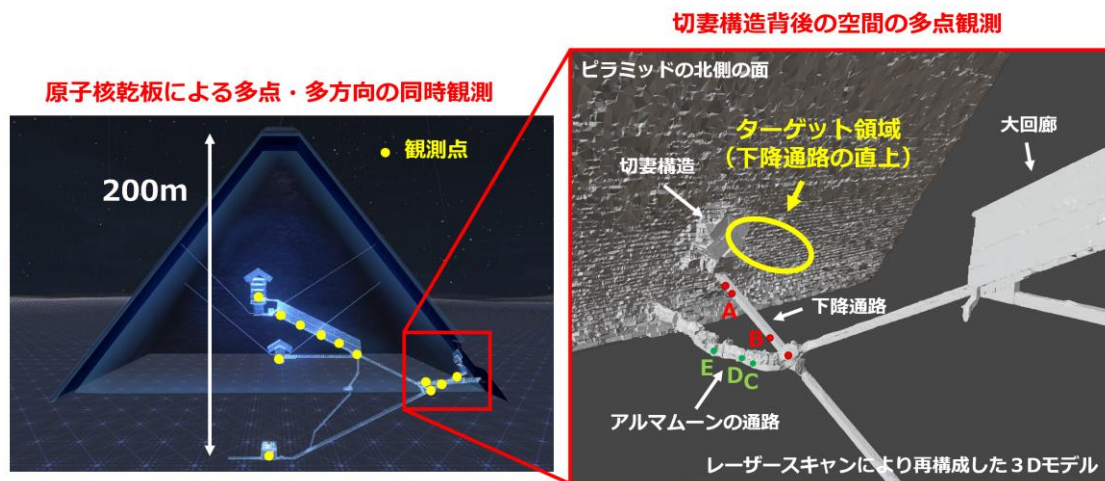 切妻構造背後の空間の多点観測
原子核乾板による多点・多方向の同時観測
観測点
200m
ピラミッドの北側の面
ターゲット領域
（下降通路の直上）
大回廊
切妻構造
下降通路
A
B
E
D
C
アルマムーンの通路
レーザースキャンにより再構成した３Dモデル